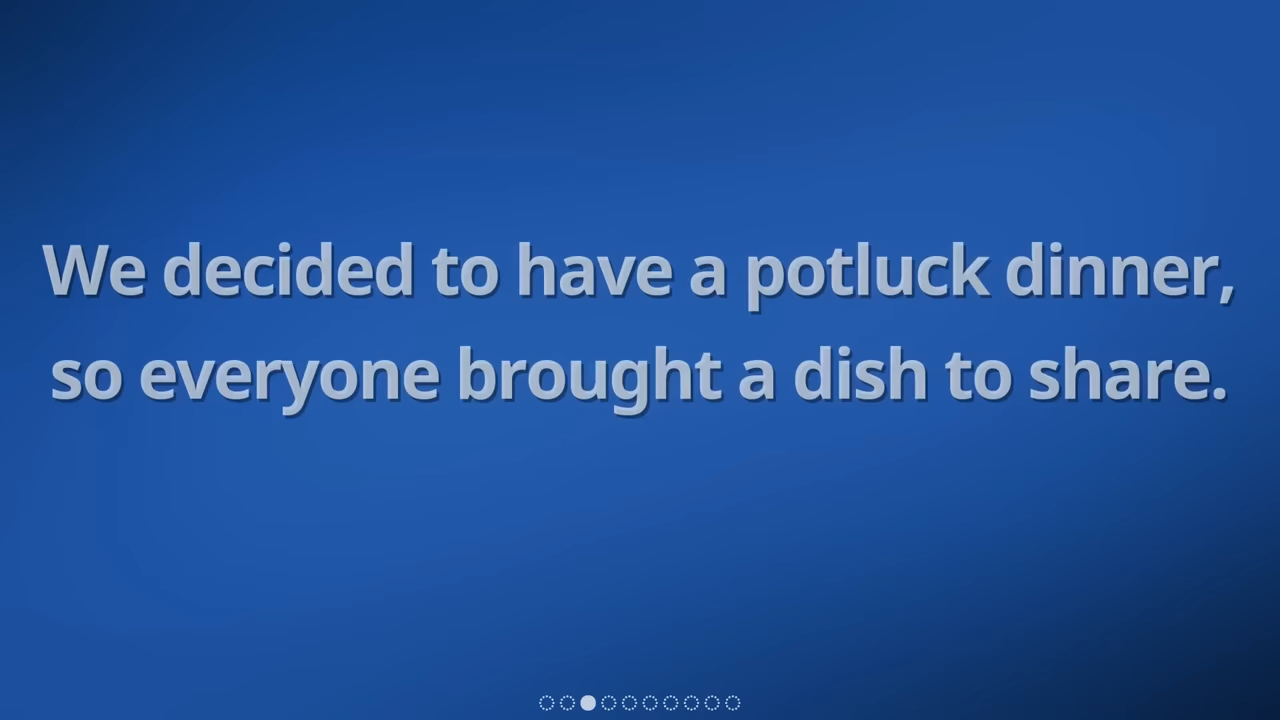 We decided to have a potluck dinner,
so everyone brought a dish to share.